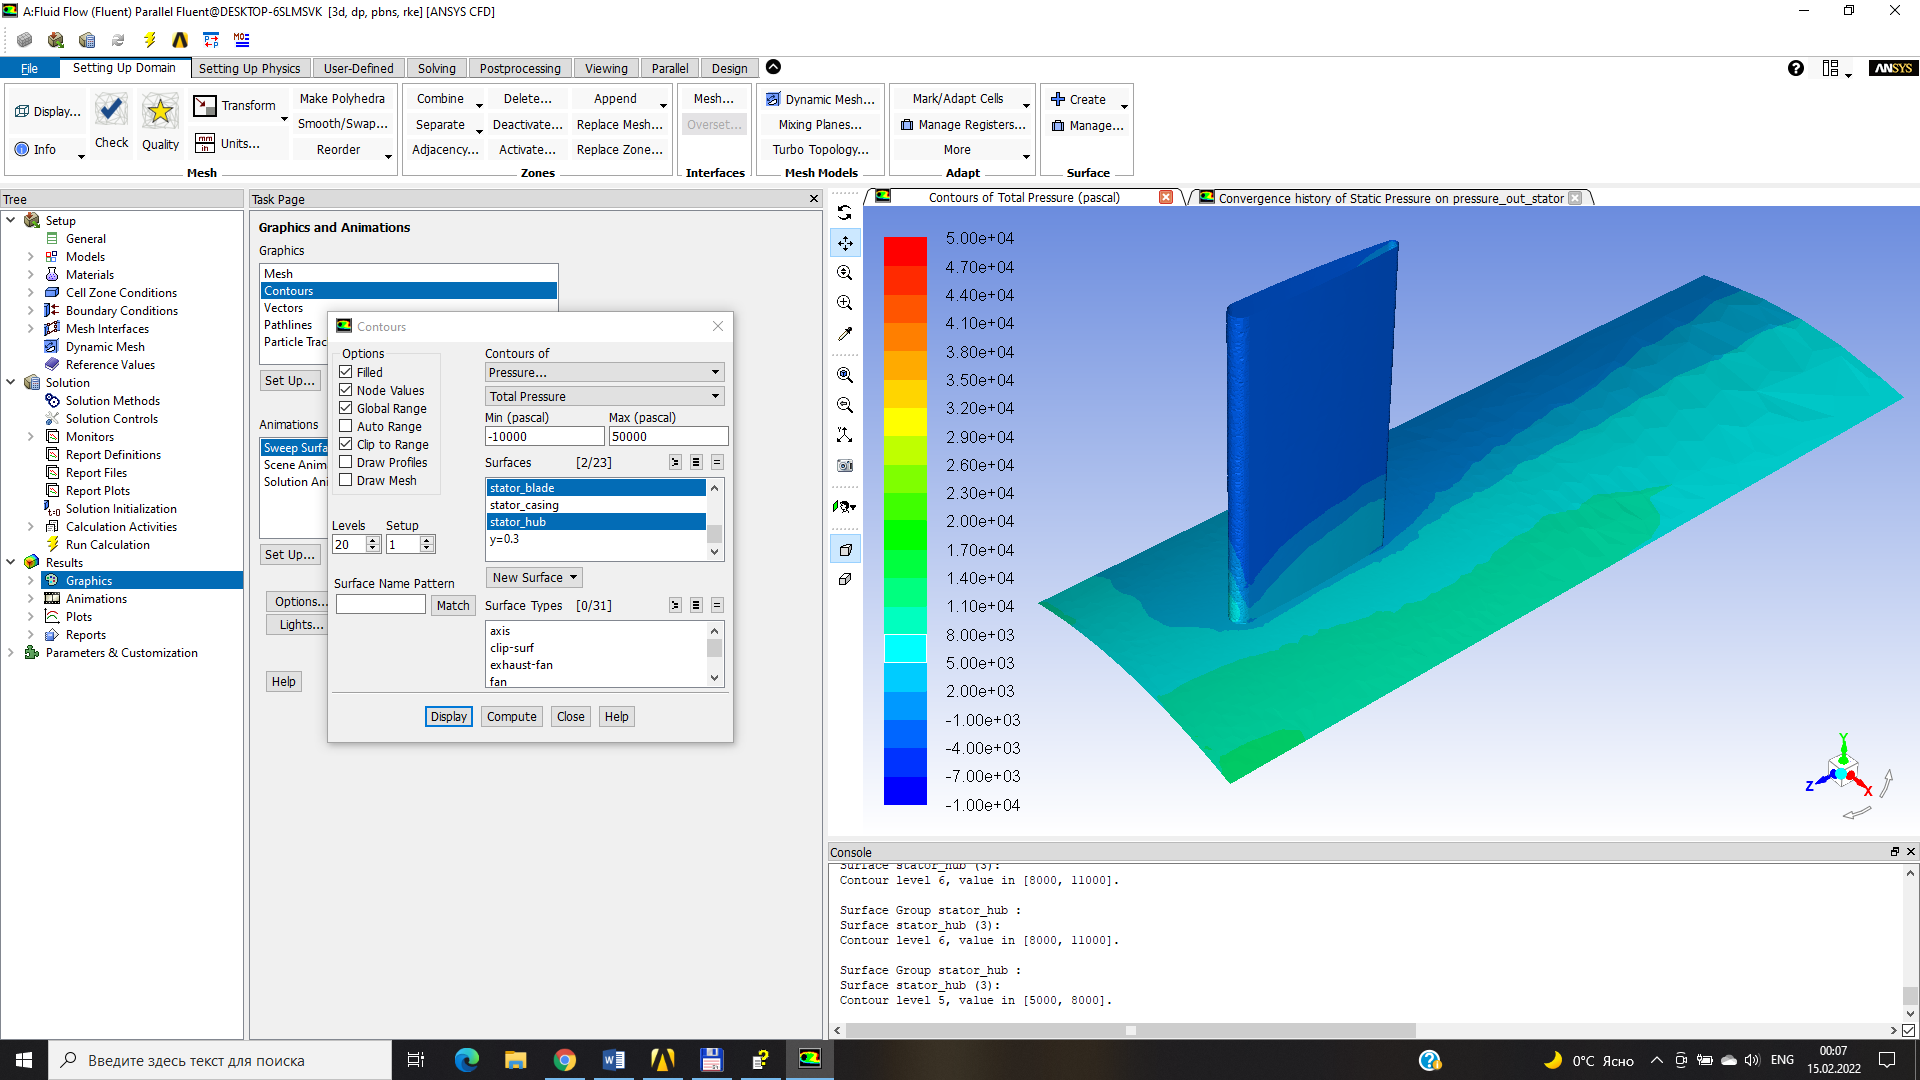 A:Fluid Flow (Fluent) Parallel Fluent@DESKTOP-6SLMSVK [3d, dp, pbns, rke] [ANSYS CFD]
File
Setting Up Domain
Setting Up Physics
User-Defined
Solving
Postprocessing
Viewing
Parallel
Design
ANSYS
Display...
Info
Check
Quality
Transform
Units...
Make Polyhedra
Smooth/Swap...
Reorder
Mesh
Combine
Separate
Adjacency...
Delete...
Deactivate...
Activate...
Append
Replace Mesh...
Replace Zone...
Zones
Mesh...
Overset...
Interfaces
Dynamic Mesh...
Mixing Planes...
Turbo Topology...
Mesh Models
Mark/Adapt Cells
Manage Registers...
More
Adapt
Create
Manage...
Surface
Tree
Setup
General
Models
Materials
Cell Zone Conditions
Boundary Conditions
Mesh Interfaces
Dynamic Mesh
Reference Values
Solution
Solution Methods
Solution Controls
Monitors
Report Definitions
Report Files
Report Plots
Solution Initialization
Calculation Activities
Run Calculation
Results
Graphics
Animations
Plots
Reports
Parameters & Customization
Task Page
Graphics and Animations
Graphics
Mesh
Contours
Vectors
Pathlines
Particle Trac
Set Up...
Animations
Sweep Surfa
Scene Anim
Solution Ani
Set Up...
Options...
Lights...
Help
Contours
Options
Filled
Node Values
Global Range
Auto Range
Clip to Range
Draw Profiles
Draw Mesh
Levels
Setup
20
1
Surface Name Pattern
Match
Contours of
Pressure...
Total Pressure
Min (pascal)
Max (pascal)
-10000
50000
Surfaces [2/23]
stator_blade
stator_casing
stator_hub
y=0.3
New Surface
Surface Types [0/31]
axis
clip-surf
exhaust-fan
fan
Display
Compute
Close
Help
Contours of Total Pressure (pascal)
Convergence history of Static Pressure on pressure_out_stator
5.00e+04
4.70e+04
4.40e+04
4.10e+04
3.80e+04
3.50e+04
3.20e+04
2.90e+04
2.60e+04
2.30e+04
2.00e+04
1.70e+04
1.40e+04
1.10e+04
8.00e+03
5.00e+03
2.00e+03
-1.00e+03
-4.00e+03
-7.00e+03
-1.00e+04
Y
Z
X
Console
Surface stator_hub (3):
Contour level 6, value in [8000, 11000].
Surface Group stator_hub :
Surface stator_hub (3):
Contour level 6, value in [8000, 11000].
Surface Group stator_hub :
Surface stator_hub (3):
Contour level 5, value in [5000, 8000].
Введите здесь текст для поиска
0°C Ясно
ENG
00:07
15.02.2022